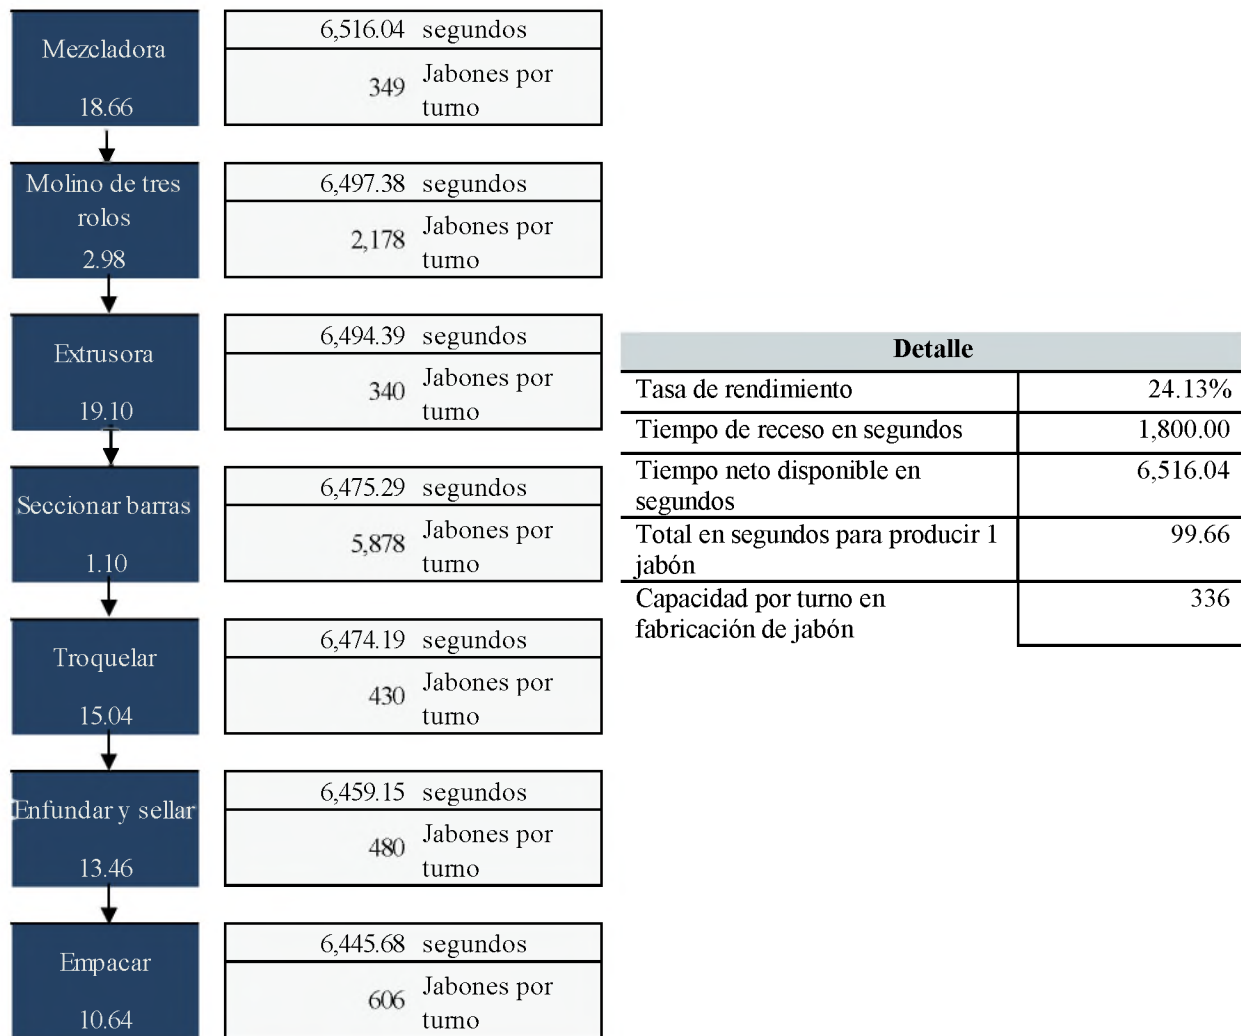 Mezcladora
18.66
6,516.04 segundos
349 Jabones por
turno
Molino de tres
rolos
2.98
6,497.38 segundos
2,178 Jabones por
turno
Extrusora
19.10
6,494.39 segundos
340 Jabones por
turno
Seccionar barras
1.10
6,475.29 segundos
5,878 Jabones por
turno
Troquelar
15.04
6,474.19 segundos
430 Jabones por
turno
Enfundar y sellar
13.46
6,459.15 segundos
480 Jabones por
turno
Empacar
10.64
6,445.68 segundos
606 Jabones por
turno
Detalle
Tasa de rendimiento 24.13%
Tiempo de receso en segundos 1,800.00
Tiempo neto disponible en 6,516.04
segundos
Total en segundos para producir 1 99.66
jabón
Capacidad por turno en 336
fabricación de jabón